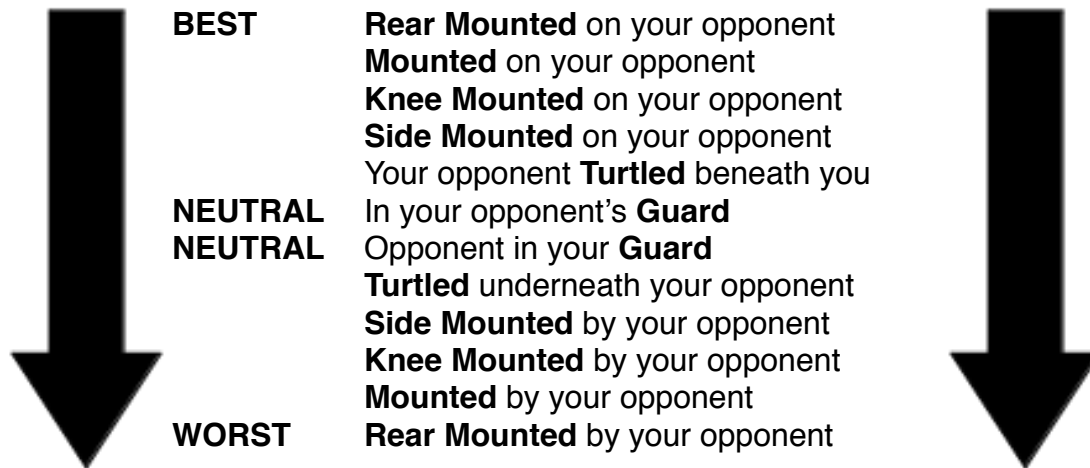 BEST Rear Mounted on your opponent
Mounted on your opponent
Knee Mounted on your opponent
Side Mounted on your opponent
Your opponent Turtled beneath you
NEUTRAL In your opponent’s Guard
NEUTRAL Opponent in your Guard
Turtled underneath your opponent
Side Mounted by your opponent
Knee Mounted by your opponent
Mounted by your opponent
WORST Rear Mounted by your opponent